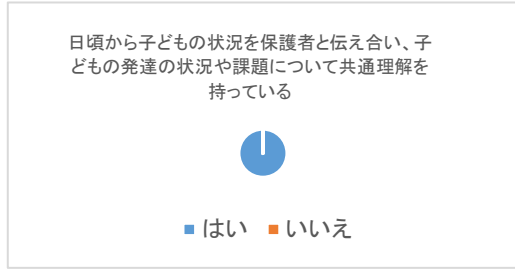 日頃から子どもの状況を保護者と伝え合い、子
どもの発達の状況や課題について共通理解を
持っている
はい いいえ